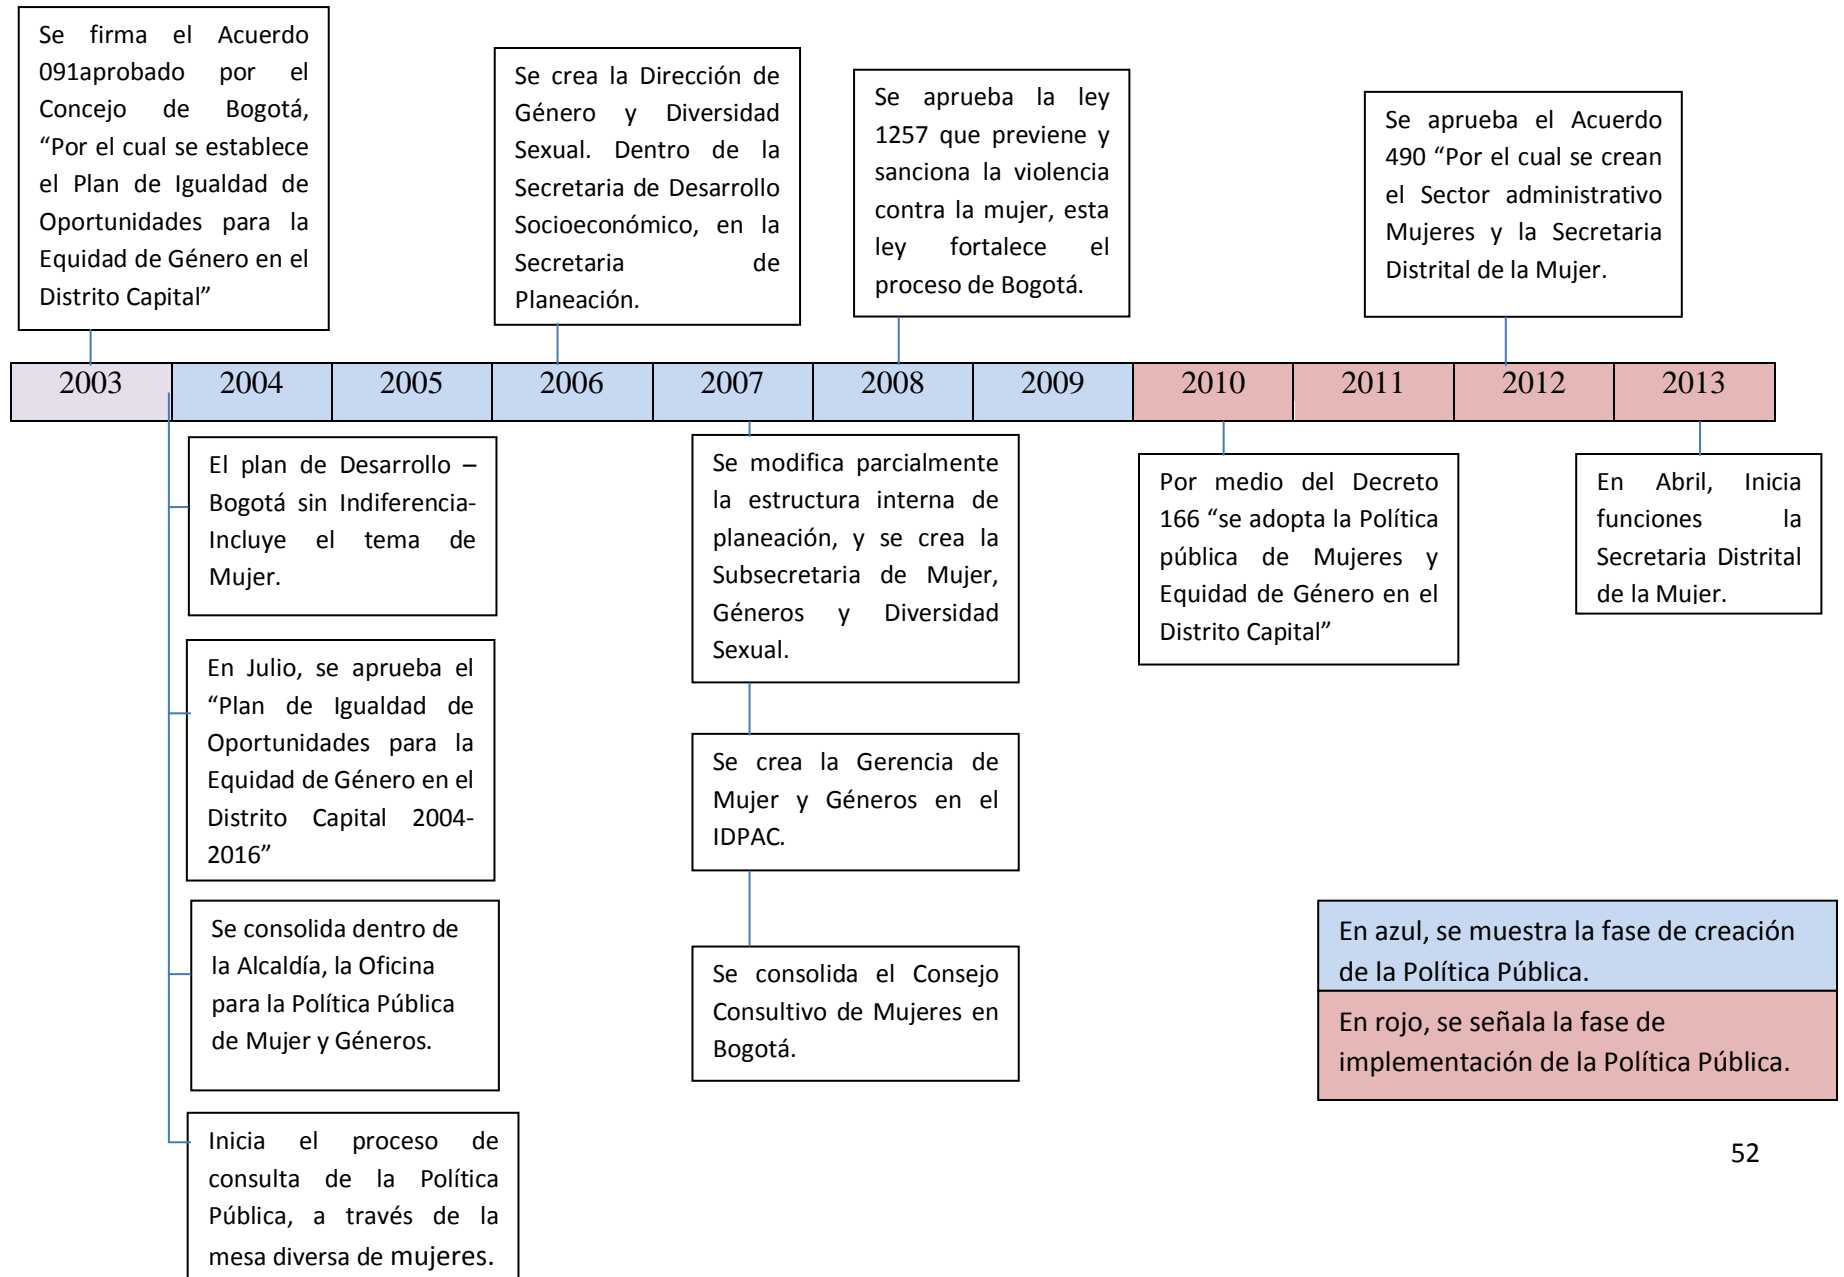 Se firma el Acuerdo
091aprobado por el
Concejo de Bogotá,
“Por el cual se establece
el Plan de Igualdad de
Oportunidades para la
Equidad de Género en el
Distrito Capital”
Se crea la Dirección de
Género y Diversidad
Sexual. Dentro de la
Secretaria de Desarrollo
Socioeconómico, en la
Secretaria de
Planeación.
Se aprueba la ley
1257 que previene y
sanciona la violencia
contra la mujer, esta
ley fortalece el
proceso de Bogotá.
Se aprueba el Acuerdo
490 “Por el cual se crean
el Sector administrativo
Mujeres y la Secretaria
Distrital de la Mujer.
2003 2004 2005 2006 2007 2008 2009 2010 2011 2012 2013
El plan de Desarrollo –
Bogotá sin Indiferencia-
Incluye el tema de
Mujer.
En Julio, se aprueba el
“Plan de Igualdad de
Oportunidades para la
Equidad de Género en el
Distrito Capital 2004-
2016”
Se consolida dentro de
la Alcaldía, la Oficina
para la Política Pública
de Mujer y Géneros.
Inicia el proceso de
consulta de la Política
Pública, a través de la
mesa diversa de mujeres.
Se modifica parcialmente
la estructura interna de
planeación, y se crea la
Subsecretaria de Mujer,
Géneros y Diversidad
Sexual.
Se crea la Gerencia de
Mujer y Géneros en el
IDPAC.
Se consolida el Consejo
Consultivo de Mujeres en
Bogotá.
Por medio del Decreto
166 “se adopta la Política
pública de Mujeres y
Equidad de Género en el
Distrito Capital”
En Abril, Inicia
funciones la
Secretaria Distrital
de la Mujer.
En azul, se muestra la fase de creación
de la Política Pública.
En rojo, se señala la fase de
implementación de la Política Pública.
52